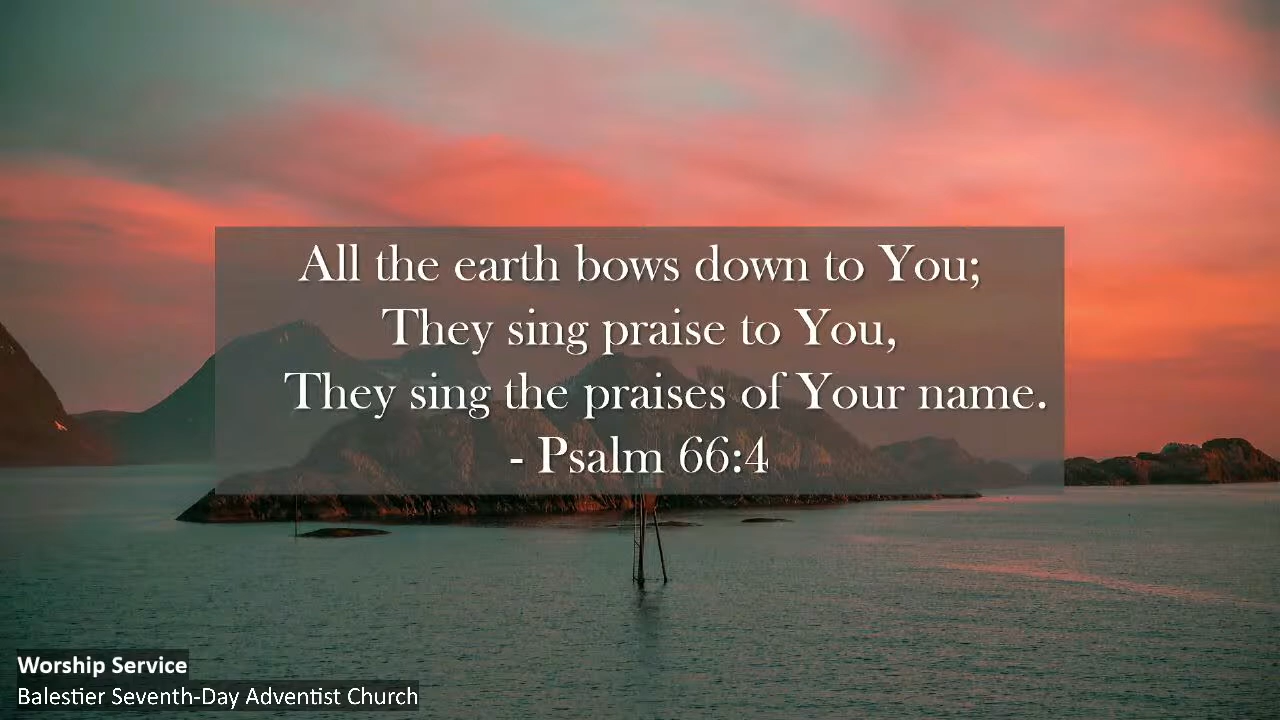 All the earth bows down to You;
They sing praise to You,
They sing the praises of Your name.
- Psalm 66:4
Worship Service
Balestier Seventh-Day Adventist Church